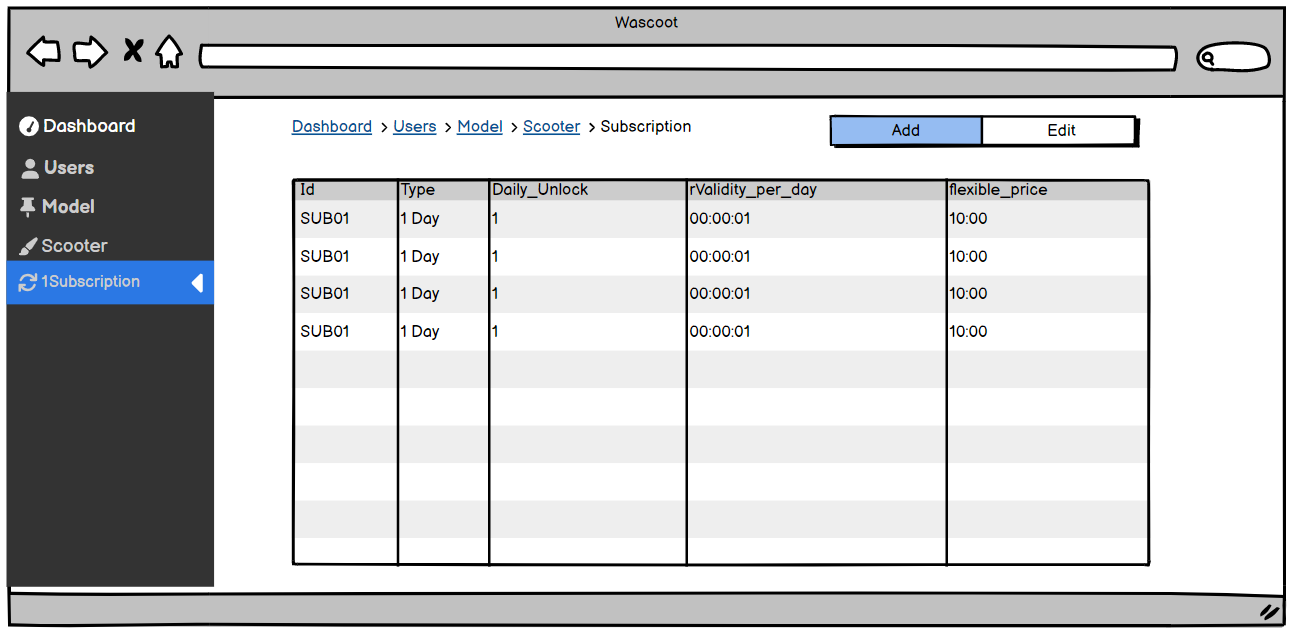 Wascoot
Dashboard
Users
Model
Scooter
1Subscription
Dashboard > Users > Model > Scooter > Subscription
Add Edit
Id Type Daily_Unlock rValidity_per_day flexible_price
SUB01 1 Day 1 00:00:01 10:00
SUB01 1 Day 1 00:00:01 10:00
SUB01 1 Day 1 00:00:01 10:00
SUB01 1 Day 1 00:00:01 10:00